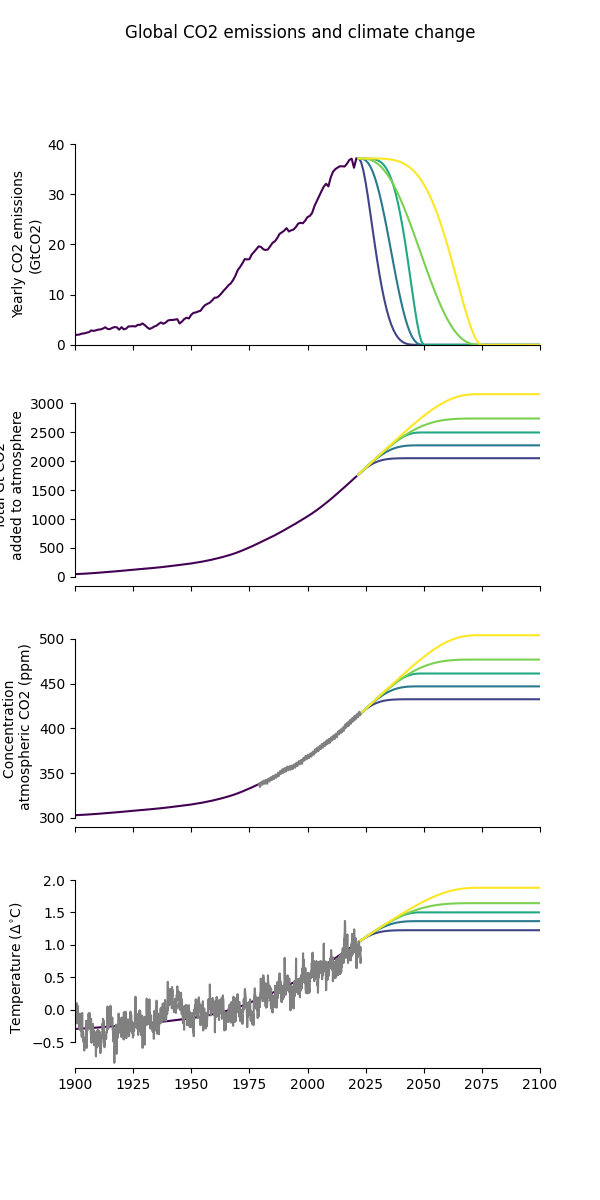 Global CO2 emissions and climate change
Yearly CO2 emissions
(GtCO2)
40
30
20
10
0
added to atmosphere
3000
2500
2000
1500
1000
500
0
Concentration
atmospheric CO2 (ppm)
500
450
400
350
300
Temperature (Δ°C)
2.0
1.5
1.0
0.5
0.0
−0.5
1900 1925 1950 1975 2000 2025 2050 2075 2100